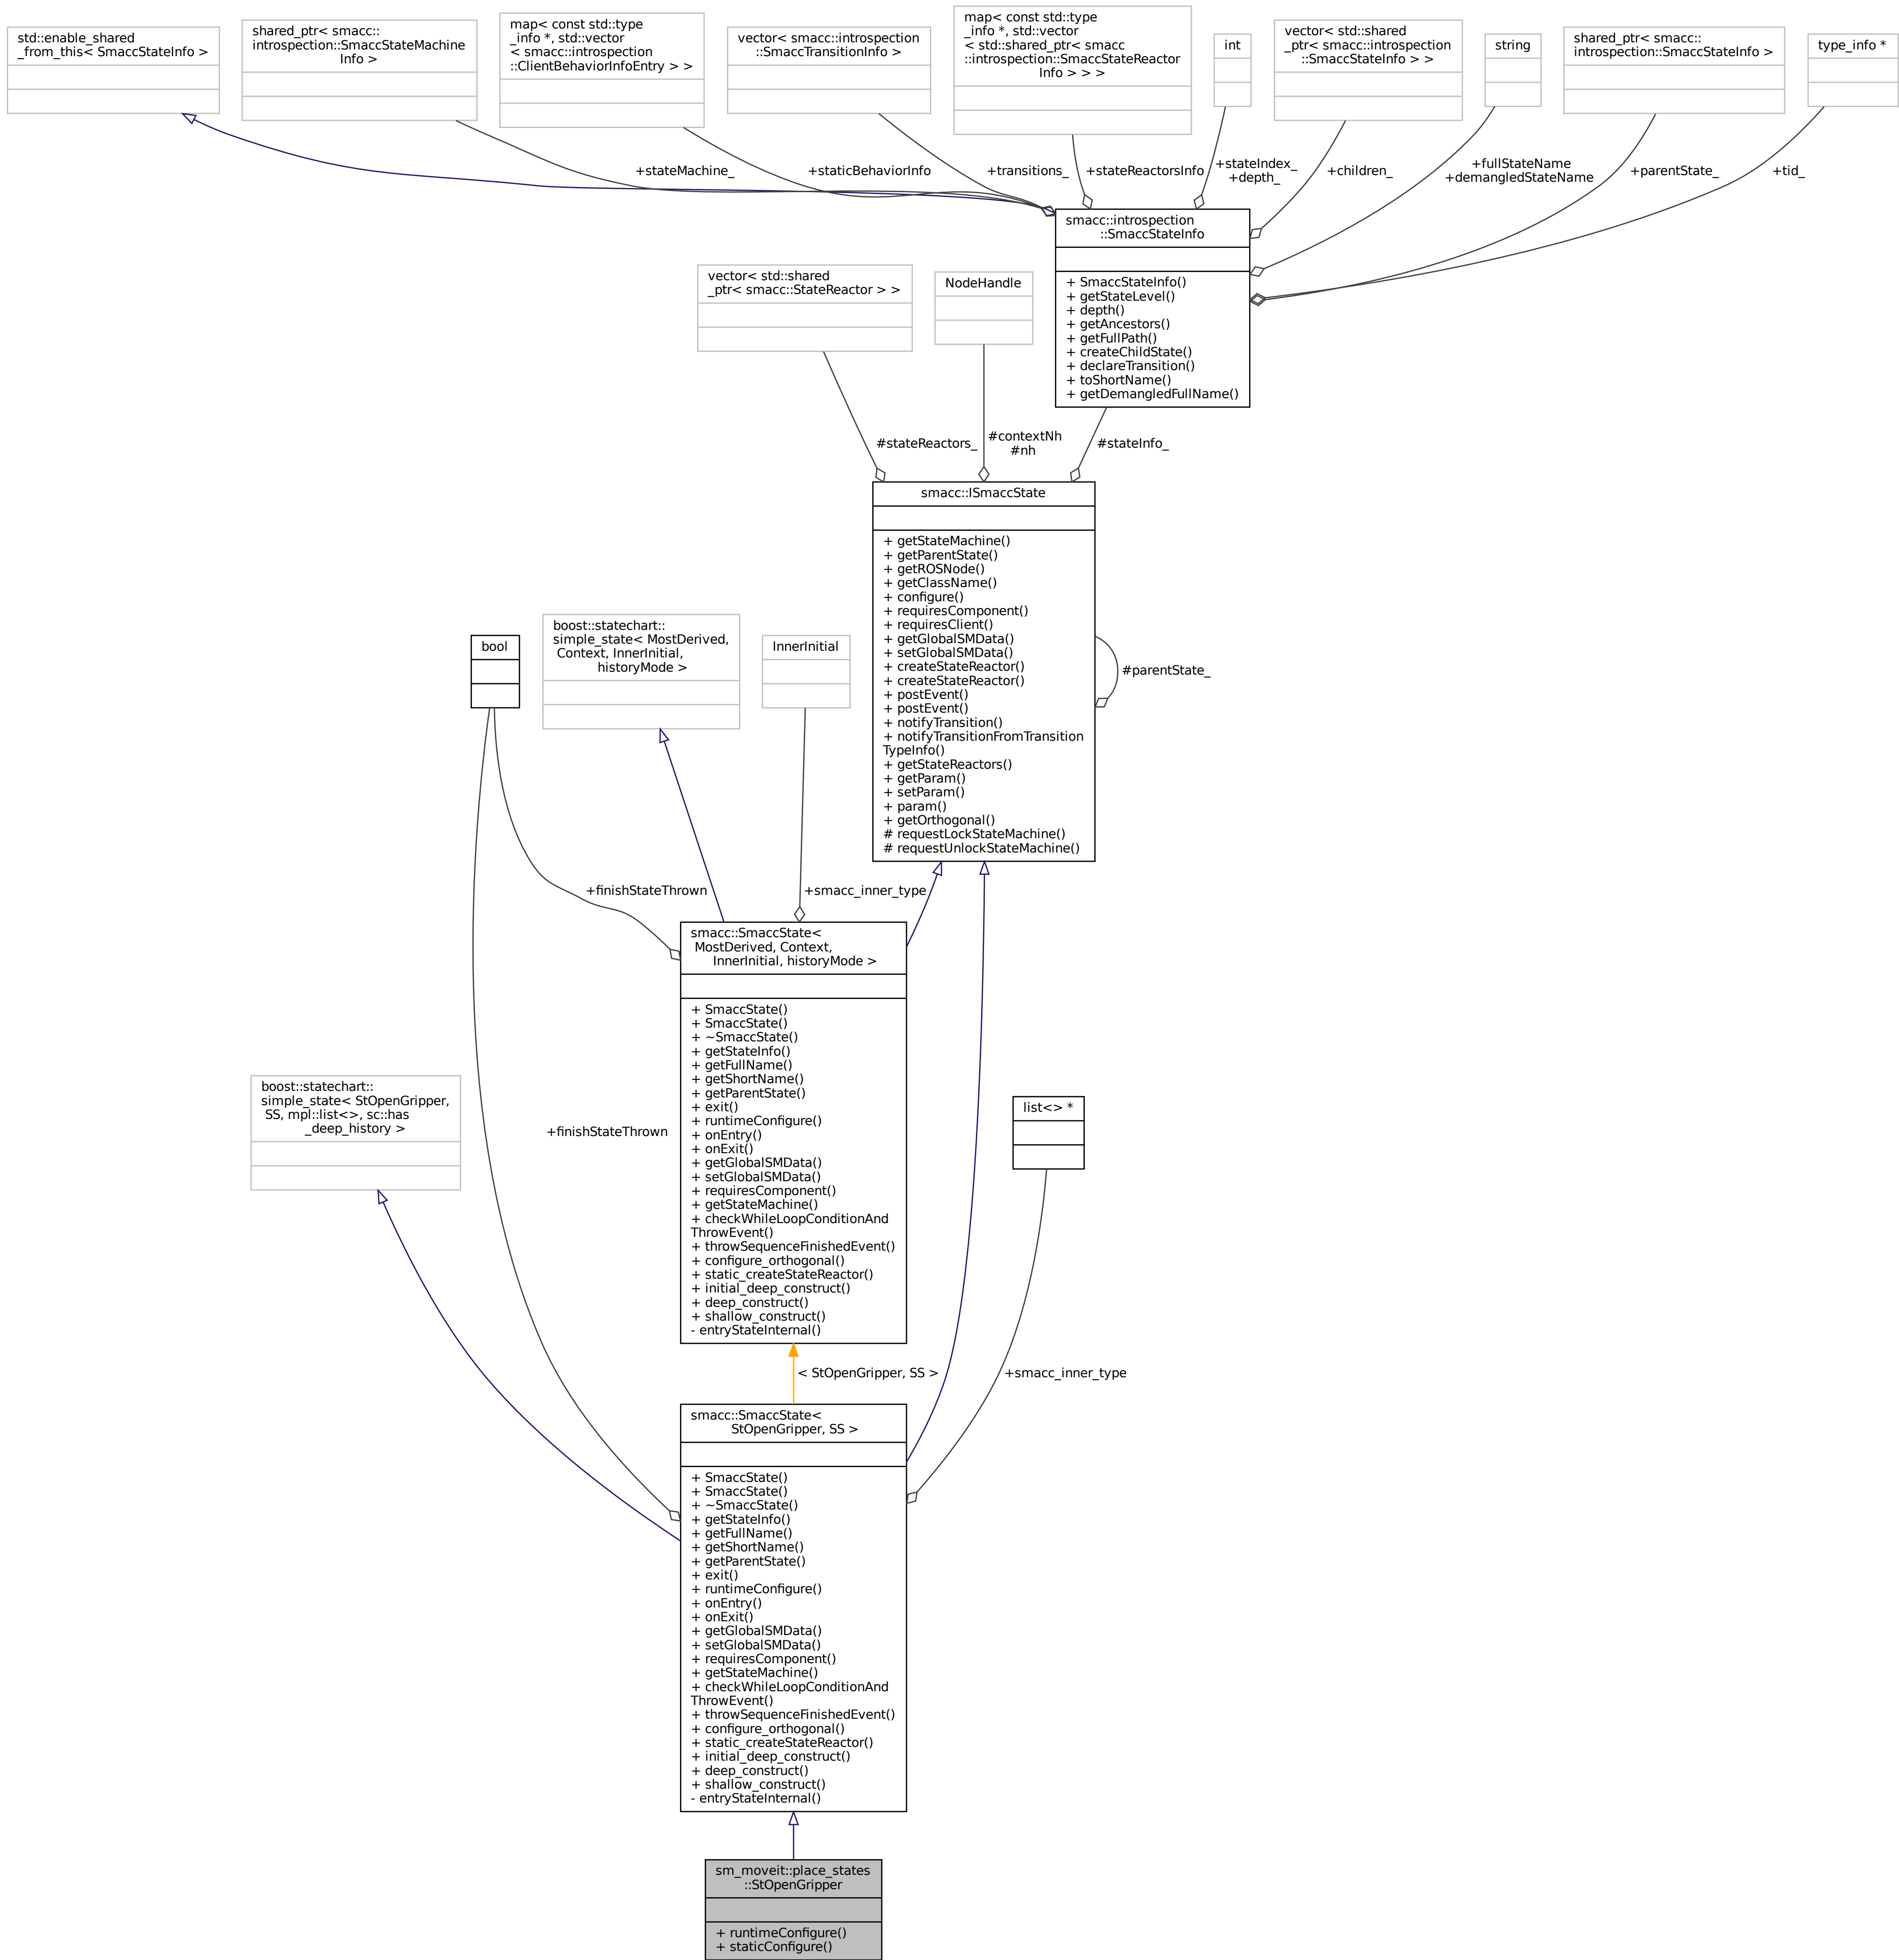 std::enable_shared
_from_this< SmaccStateInfo >
shared_ptr< smacc::
introspection::SmaccStateMachine
Info >
map< const std::type
_info *, std::vector
< smacc::introspection
::ClientBehaviorInfoEntry > >
vector< smacc::introspection
::SmaccTransitionInfo >
map< const std::type
_info *, std::vector
< std::shared_ptr< smacc
::introspection::SmaccStateReactor
Info > > >
int
vector< std::shared
_ptr< smacc::introspection
::SmaccStateInfo > >
string
shared_ptr< smacc::
introspection::SmaccStateInfo >
type_info *
+stateMachine_
+staticBehaviorInfo
+transitions_
+stateReactorsInfo
+stateIndex_
+depth_
+children_
+fullStateName
+demangledStateName
+parentState_
+tid_
smacc::introspection
::SmaccStateInfo
+ SmaccStateInfo()
+ getStateLevel()
+ depth()
+ getAncestors()
+ getFullPath()
+ createChildState()
+ declareTransition()
+ toShortName()
+ getDemangledFullName()
vector< std::shared
_ptr< smacc::StateReactor > >
NodeHandle
#stateReactors_
#contextNh
#nh
#stateInfo_
smacc::ISmaccState
+ getStateMachine()
+ getParentState()
+ getROSNode()
+ getClassName()
+ configure()
+ requiresComponent()
+ requiresClient()
+ getGlobalSMData()
+ setGlobalSMData()
+ createStateReactor()
+ createStateReactor()
+ postEvent()
+ postEvent()
+ notifyTransition()
+ notifyTransitionFromTransition
TypeInfo()
+ getStateReactors()
+ getParam()
+ setParam()
+ param()
+ getOrthogonal()
# requestLockStateMachine()
# requestUnlockStateMachine()
#parentState_
bool
boost::statechart::
simple_state< MostDerived,
Context, InnerInitial,
historyMode >
InnerInitial
+finishStateThrown
+smacc_inner_type
smacc::SmaccState<
MostDerived, Context,
InnerInitial, historyMode >
+ SmaccState()
+ SmaccState()
+ ~SmaccState()
+ getStateInfo()
+ getFullName()
+ getShortName()
+ getParentState()
+ exit()
+ runtimeConfigure()
+ onEntry()
+ onExit()
+ getGlobalSMData()
+ setGlobalSMData()
+ requiresComponent()
+ getStateMachine()
+ checkWhileLoopConditionAnd
ThrowEvent()
+ throwSequenceFinishedEvent()
+ configure_orthogonal()
+ static_createStateReactor()
+ initial_deep_construct()
+ deep_construct()
+ shallow_construct()
- entryStateInternal()
boost::statechart::
simple_state< StOpenGripper,
SS, mpl::list<>, sc::has
_deep_history >
+finishStateThrown
list<> *
< StOpenGripper, SS >
+smacc_inner_type
smacc::SmaccState<
StOpenGripper, SS >
+ SmaccState()
+ SmaccState()
+ ~SmaccState()
+ getStateInfo()
+ getFullName()
+ getShortName()
+ getParentState()
+ exit()
+ runtimeConfigure()
+ onEntry()
+ onExit()
+ getGlobalSMData()
+ setGlobalSMData()
+ requiresComponent()
+ getStateMachine()
+ checkWhileLoopConditionAnd
ThrowEvent()
+ throwSequenceFinishedEvent()
+ configure_orthogonal()
+ static_createStateReactor()
+ initial_deep_construct()
+ deep_construct()
+ shallow_construct()
- entryStateInternal()
sm_moveit::place_states
::StOpenGripper
+ runtimeConfigure()
+ staticConfigure()